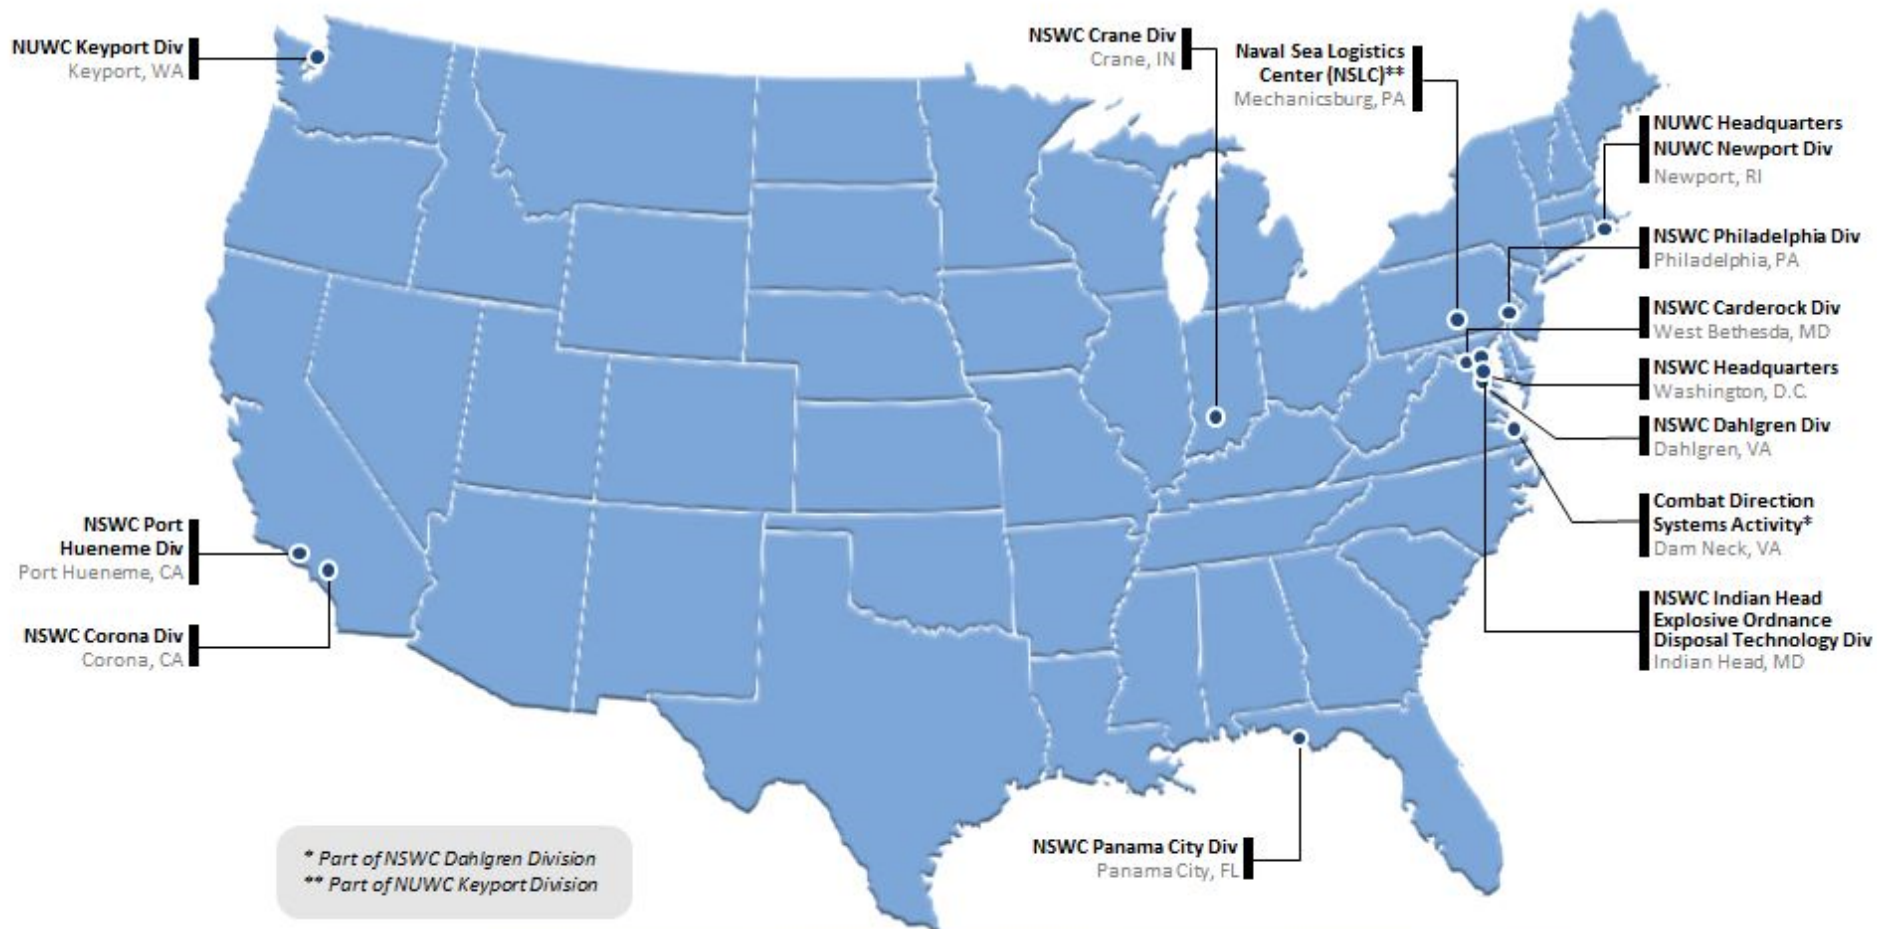 NUWC Keyport Div
Keyport, WA
NSWC Crane Div
Crane, IN
Naval Sea Logistics
Center (NSLC)**
Mechanicsburg, PA
NUWC Headquarters
NUWC Newport Div
Newport, RI
NSWC Philadelphia Div
Philadelphia, PA
NSWC Carderock Div
West Bethesda, MD
NSWC Headquarters
Washington, D.C.
NSWC Dahlgren Div
Dahlgren, VA
Combat Direction
Systems Activity*
Dam Neck, VA
NSWC Indian Head
Explosive Ordnance
Disposal Technology Div
Indian Head, MD
NSWC Port
Hueneme Div
Port Hueneme, CA
NSWC Corona Div
Corona, CA
NSWC Panama City Div
Panama City, FL
* Part of NSWC Dahlgren Division
** Part of NUWC Keyport Division